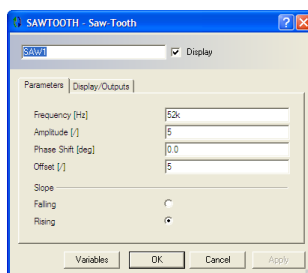 SAWTOOTH - Saw-Tooth
SAW1
Display
Parameters
Display/Outputs
Frequency [Hz]
52k
Amplitude [/]
5
Phase Shift [deg]
0.0
Offset [/]
5
Slope
Falling
Rising
Variables
OK
Cancel
Apply